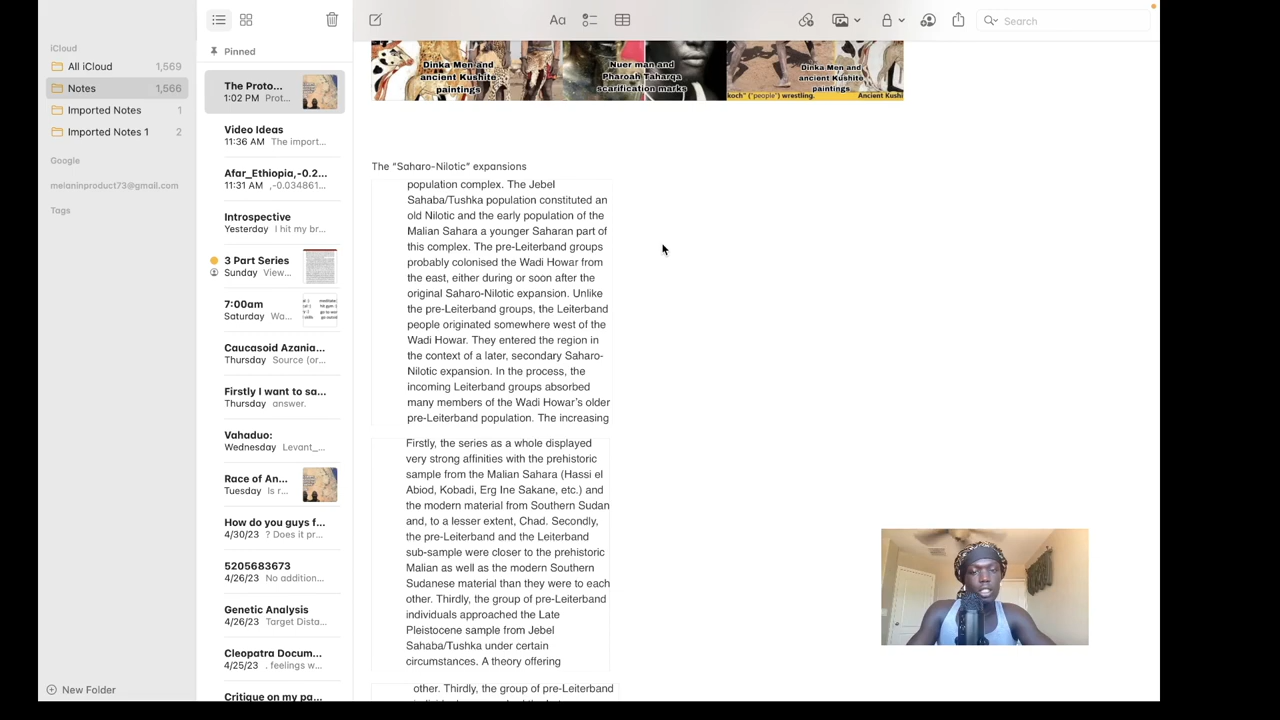 Search
iCloud
All iCloud 1,569
Notes 1,566
Imported Notes 1
Imported Notes 1 2
Google
melaninproduct73@gmail.com
Tags
New Folder
Pinned
The Proto...
1:02 PM Prot...
Video Ideas
11:36 AM The import...
Afar_Ethiopia,-0.2...
11:31 AM ,-0.034861...
Introspective
Yesterday I hit my br...
3 Part Series
Sunday View...
7:00am
Saturday Wa...
Caucasoid Azania...
Thursday Source (or...
Firstly I want to sa...
Thursday answer.
Vahaduo:
Wednesday Levant_...
Race of An...
Tuesday Is r...
How do you guys f...
4/30/23 ? Does it pr...
5205683673
4/26/23 No addition...
Genetic Analysis
4/26/23 Target Dista...
Cleopatra Docum...
4/25/23 . feelings w...
Critique on my pa...
Aa
Dinka Men and
ancient Kushite
paintings
Nuer man and
Pharoah Taharqa
scarification marks
Dinka Men and
ancient Kushite
paintings
koch" ("people") wrestling. Ancient Kushi
The “Saharo-Nilotic” expansions
population complex. The Jebel
Sahaba/Tushka population constituted an
old Nilotic and the early population of the
Malian Sahara a younger Saharan part of
this complex. The pre-Leiterband groups
probably colonised the Wadi Howar from
the east, either during or soon after the
original Saharo-Nilotic expansion. Unlike
the pre-Leiterband groups, the Leiterband
people originated somewhere west of the
Wadi Howar. They entered the region in
the context of a later, secondary Saharo-
Nilotic expansion. In the process, the
incoming Leiterband groups absorbed
many members of the Wadi Howar’s older
pre-Leiterband population. The increasing
Firstly, the series as a whole displayed
very strong affinities with the prehistoric
sample from the Malian Sahara (Hassi el
Abiod, Kobadi, Erg Ine Sakane, etc.) and
the modern material from Southern Sudan
and, to a lesser extent, Chad. Secondly,
the pre-Leiterband and the Leiterband
sub-sample were closer to the prehistoric
Malian as well as the modern Southern
Sudanese material than they were to each
other. Thirdly, the group of pre-Leiterband
individuals approached the Late
Pleistocene sample from Jebel
Sahaba/Tushka under certain
circumstances. A theory offering
other. Thirdly, the group of pre-Leiterband